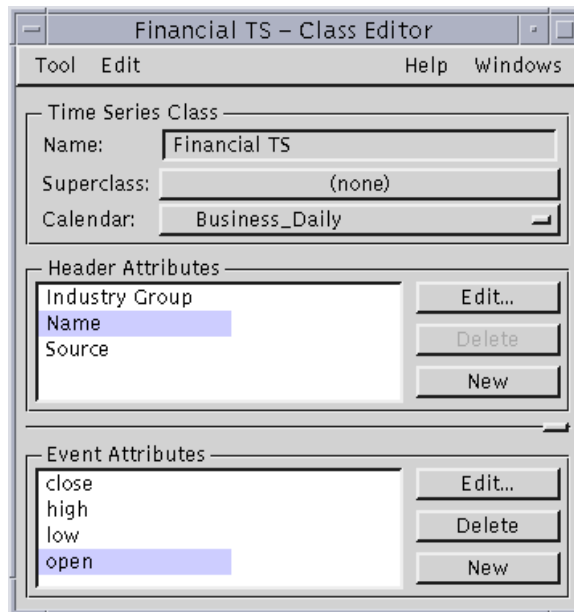 Financial TS – Class Editor
Tool Edit Help Windows
Time Series Class
Name: Financial TS
Superclass: (none)
Calendar: Business_Daily
Header Attributes
Industry Group
Name
Source
Edit...
Delete
New
Event Attributes
close
high
low
open
Edit...
Delete
New